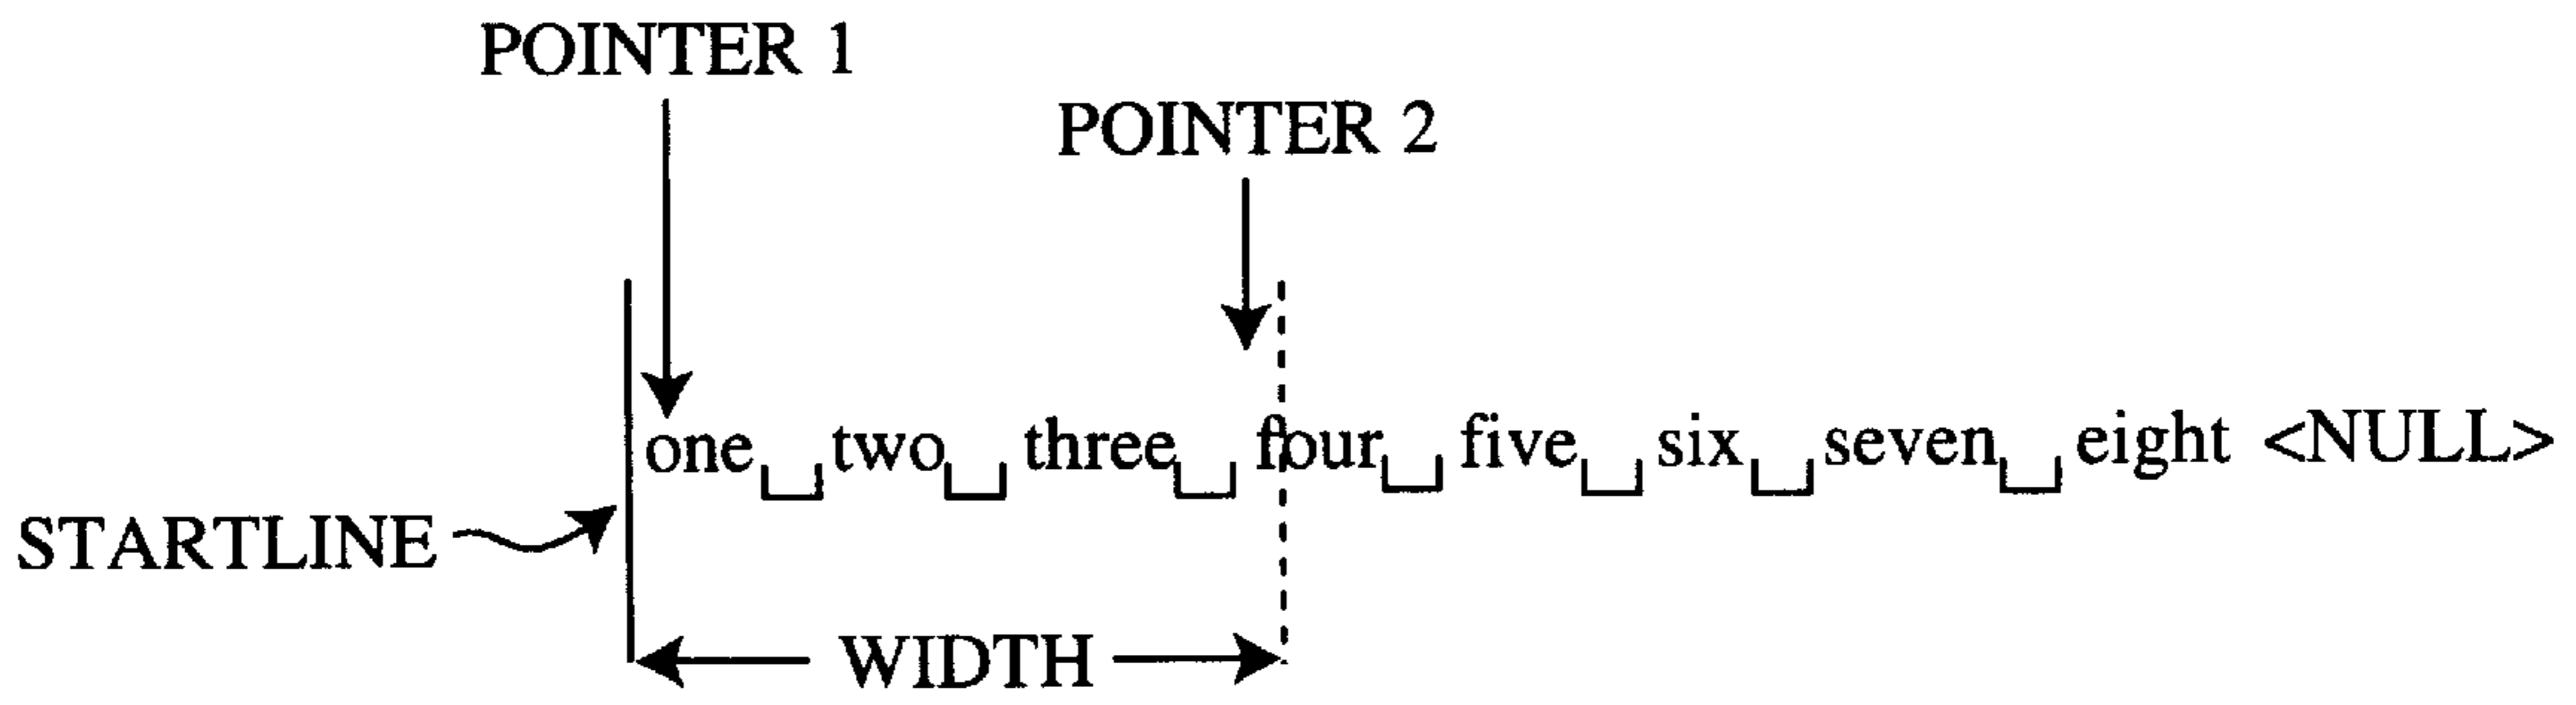 POINTER 1
POINTER 2
one␣two␣three␣four␣five␣six␣seven␣eight <NULL>
STARTLINE
WIDTH